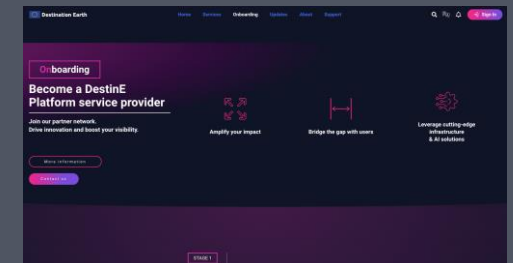 Destination Earth
Home Services Onboarding Updates About Support
Sign In
Onboarding
Become a DestinE
Platform service provider
Join our partner network.
Drive innovation and boost your visibility.
Amplify your impact
Bridge the gap with users
Leverage cutting-edge
infrastructure
& AI solutions
More information
Contact us
STAGE 1